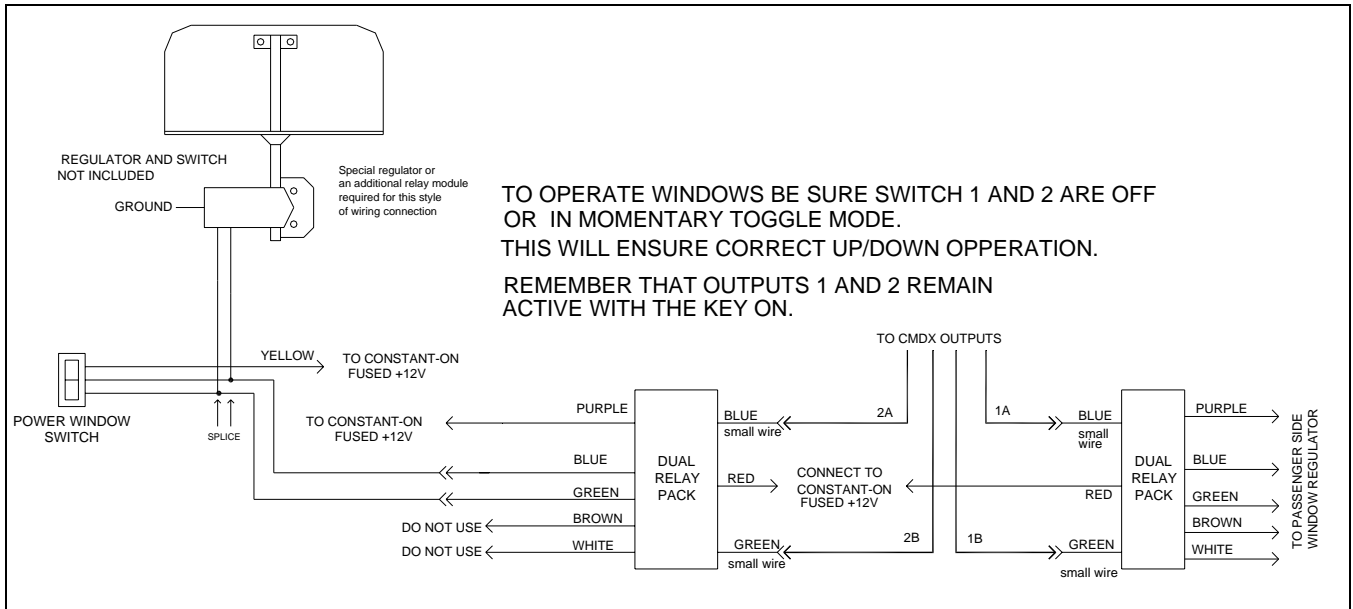 REGULATOR AND SWITCH
NOT INCLUDED
GROUND
Special regulator or
an additional relay module
required for this style
of wiring connection
TO OPERATE WINDOWS BE SURE SWITCH 1 AND 2 ARE OFF
OR IN MOMENTARY TOGGLE MODE.
THIS WILL ENSURE CORRECT UP/DOWN OPPERATION.
REMEMBER THAT OUTPUTS 1 AND 2 REMAIN
ACTIVE WITH THE KEY ON.
TO CMDX OUTPUTS
YELLOW
TO CONSTANT-ON
FUSED +12V
POWER WINDOW
SWITCH
SPLICE
TO CONSTANT-ON
FUSED +12V
PURPLE
BLUE
GREEN
BROWN
DO NOT USE
WHITE
DO NOT USE
DUAL
RELAY
PACK
BLUE
small wire
2A
RED
CONNECT TO
CONSTANT-ON
FUSED +12V
GREEN
small wire
2B
1A
BLUE
small
wire
RED
1B
GREEN
small wire
DUAL
RELAY
PACK
PURPLE
BLUE
GREEN
BROWN
WHITE
TO PASSENGER SIDE
WINDOW REGULATOR